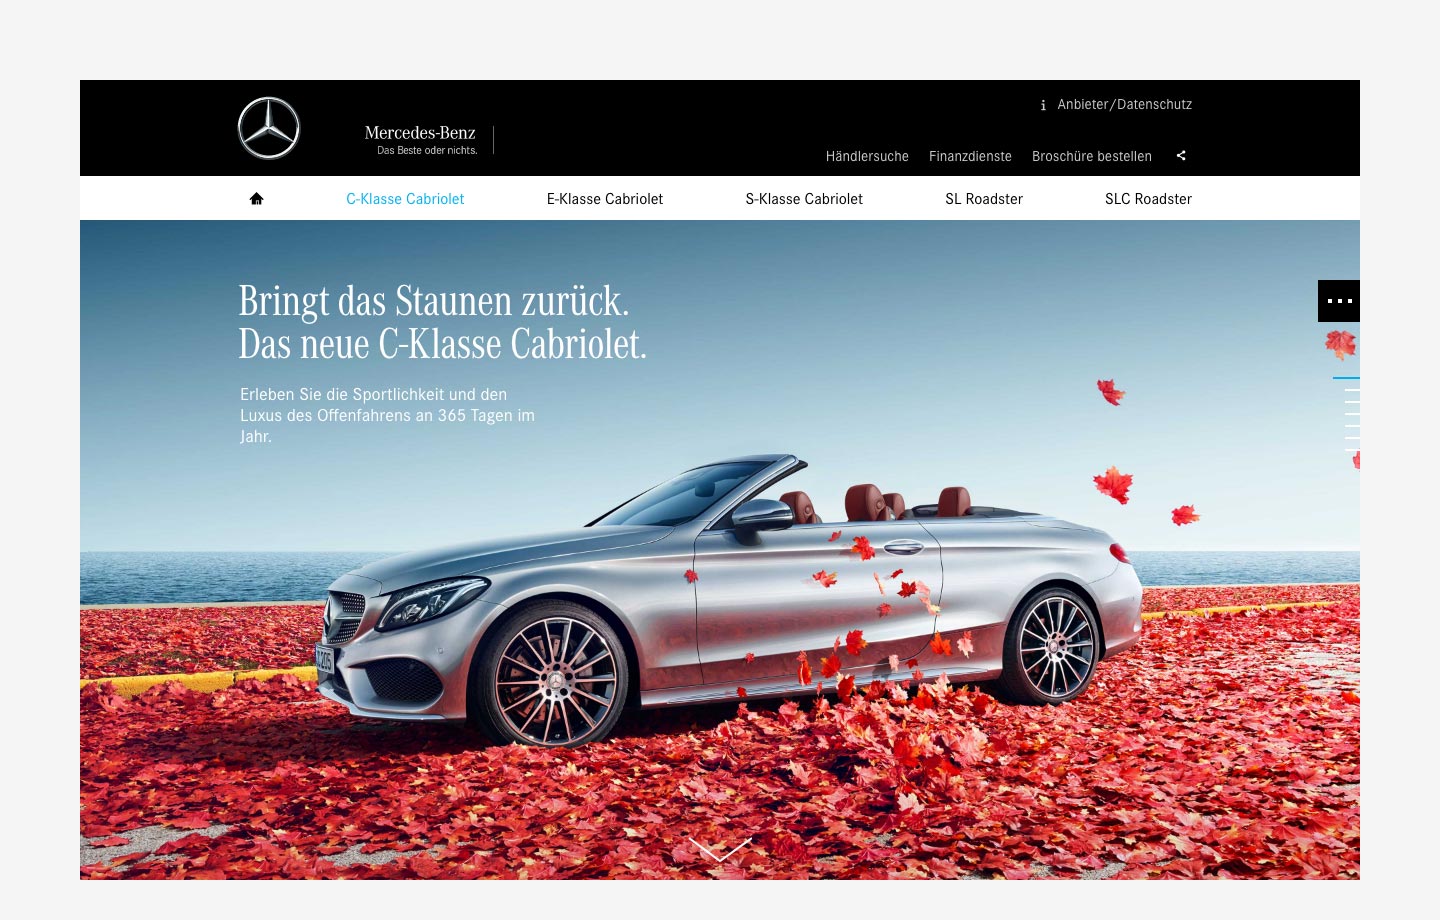 Anbieter/Datenschutz
Mercedes-Benz
Das Beste oder nichts.
Händlersuche Finanzdienste Broschüre bestellen
C-Klasse Cabriolet E-Klasse Cabriolet S-Klasse Cabriolet SL Roadster SLC Roadster
Bringt das Staunen zurück.
Das neue C-Klasse Cabriolet.
Erleben Sie die Sportlichkeit und den
Luxus des Offenfahrens an 365 Tagen im
Jahr.